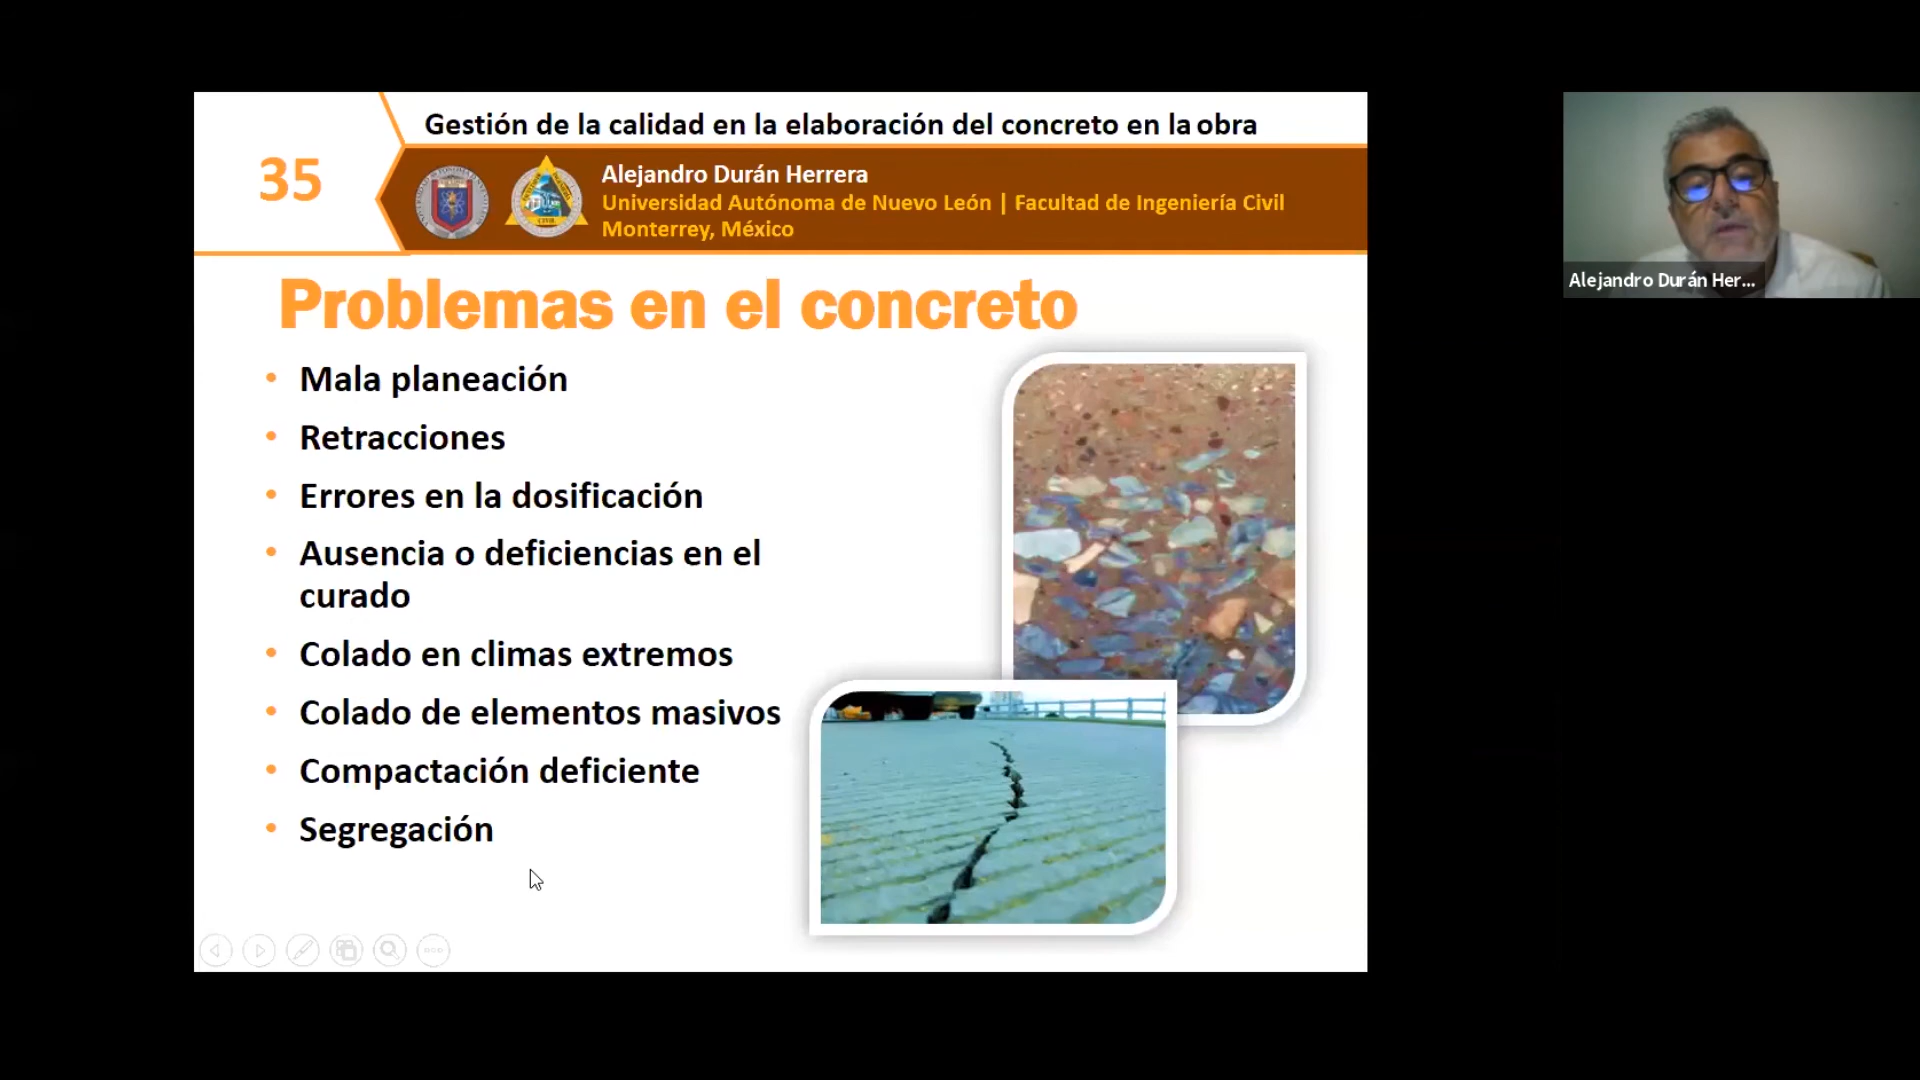 Gestión de la calidad en la elaboración del concreto en la obra
35
Alejandro Durán Herrera
Universidad Autónoma de Nuevo León | Facultad de Ingeniería Civil
Monterrey, México
Alejandro Durán Her...
Problemas en el concreto
• Mala planeación
• Retracciones
• Errores en la dosificación
• Ausencia o deficiencias en el
curado
• Colado en climas extremos
• Colado de elementos masivos
• Compactación deficiente
• Segregación